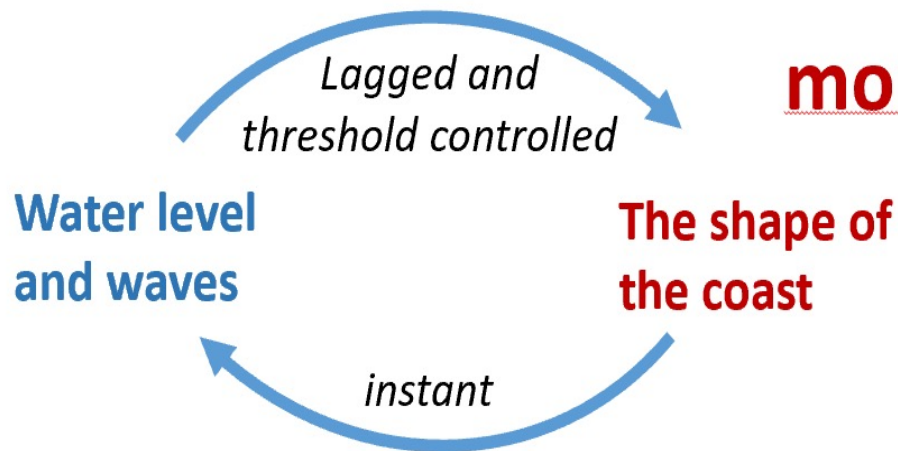 Lagged and
threshold controlled
mo
Water level
and waves
The shape of
the coast
instant